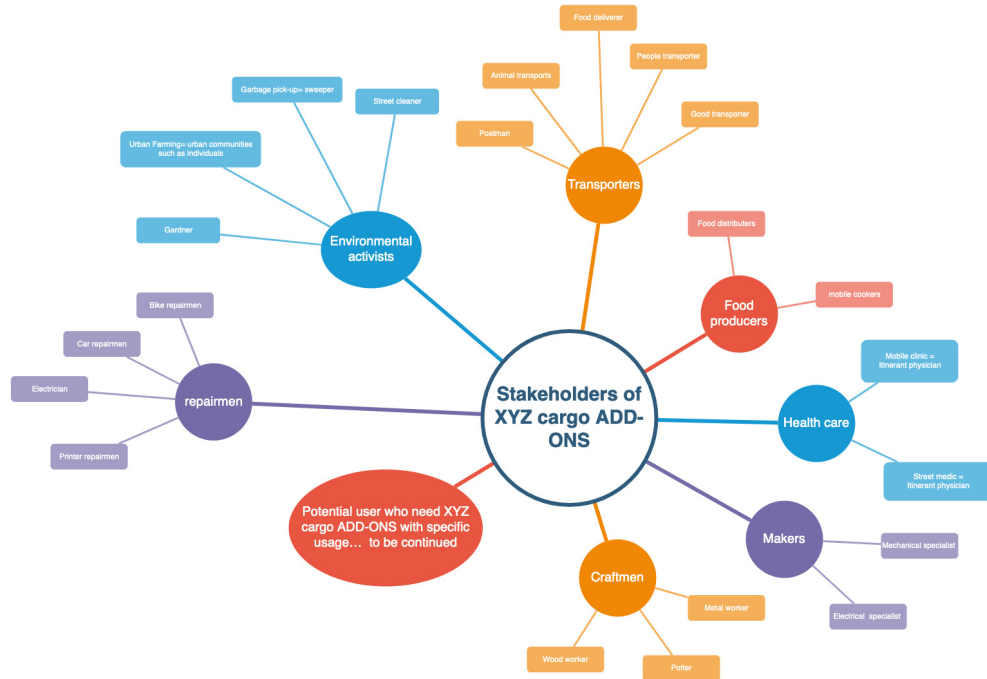 Food deliverer
People transporter
Animal transports
Good transporter
Postman
Transporters
Garbage pick-up= sweeper
Street cleaner
Urban Farming= urban communities
such as individuals
Gardner
Environmental
activists
Food distributers
mobile cookers
Food
producers
Bike repairmen
Car repairmen
Electrician
Printer repairmen
repairmen
Stakeholders of
XYZ cargo ADD-
ONS
Mobile clinic =
Itinerant physician
Health care
Street medic =
Itinerant physician
Potential user who need XYZ
cargo ADD-ONS with specific
usage… to be continued
Makers
Mechanical specialist
Electrical specialist
Craftmen
Metal worker
Wood worker
Potter